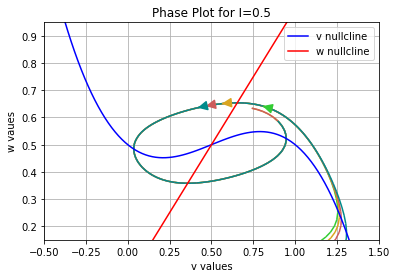 Phase Plot for I=0.5
v nullcline
w nullcline
w values
0.9
0.8
0.7
0.6
0.5
0.4
0.3
0.2
−0.50 −0.25 0.00 0.25 0.50 0.75 1.00 1.25 1.50
v values